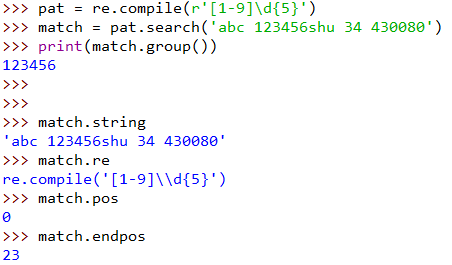 >>> pat = re.compile(r'[1-9]\d{5}')
>>> match = pat.search('abc 123456shu 34 430080')
>>> print(match.group())
123456
>>>
>>>
>>> match.string
'abc 123456shu 34 430080'
>>> match.re
re.compile('[1-9]\\d{5}')
>>> match.pos
0
>>> match.endpos
23